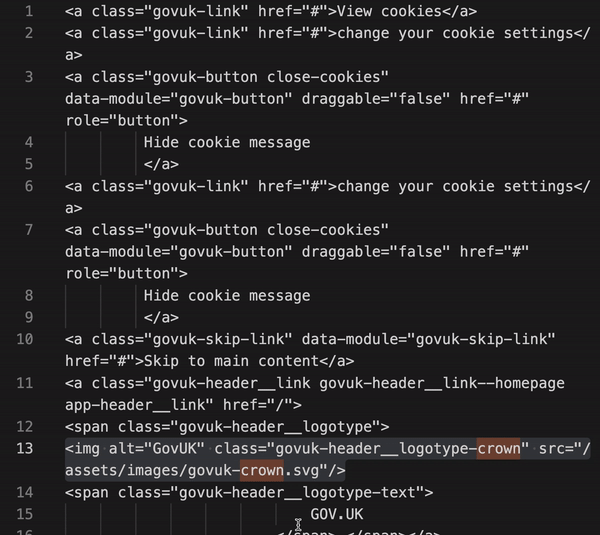 1 <a class="govuk-link" href="#">View cookies</a>
2 <a class="govuk-link" href="#">change your cookie settings</
a>
3 <a class="govuk-button close-cookies"
data-module="govuk-button" draggable="false" href="#"
role="button">
4 Hide cookie message
5 </a>
6 <a class="govuk-link" href="#">change your cookie settings</
a>
7 <a class="govuk-button close-cookies"
data-module="govuk-button" draggable="false" href="#"
role="button">
8 Hide cookie message
9 </a>
10 <a class="govuk-skip-link" data-module="govuk-skip-link"
href="#">Skip to main content</a>
11 <a class="govuk-header__link govuk-header__link--homepage
app-header__link" href="/">
12 <span class="govuk-header__logotype">
13 <img alt="GovUK" class="govuk-header__logotype-crown" src="/
assets/images/govuk-crown.svg"/>
14 <span class="govuk-header__logotype-text">
15 GOV.UK
16 </span> </span></a>